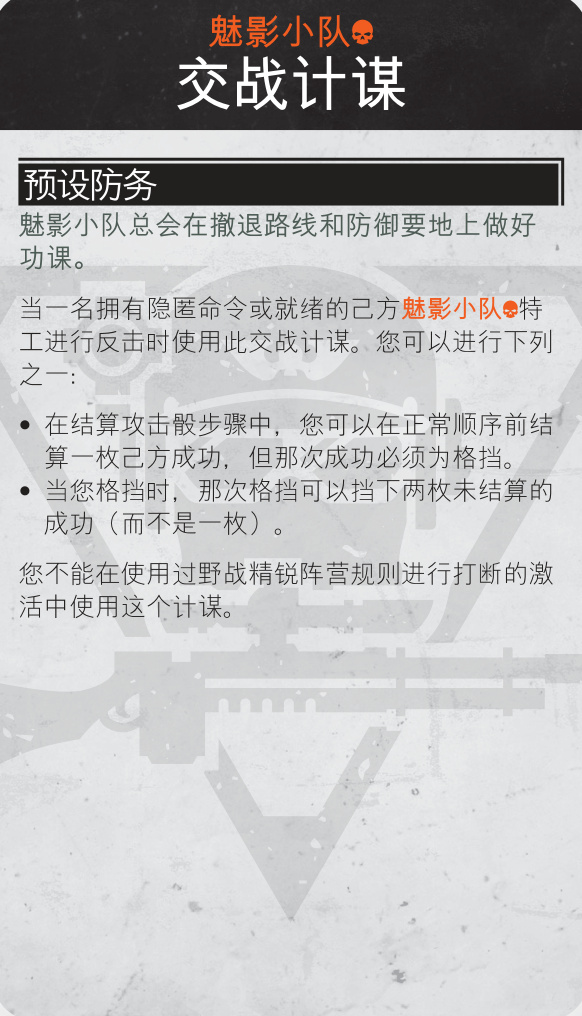 魅影小队
交战计谋
预设防务
魅影小队总会在撤退路线和防御要地上做好
功课。
当一名拥有隐匿命令或就绪的己方魅影小队特
工进行反击时使用此交战计谋。您可以进行下列
之一：
• 在结算攻击骰步骤中，您可以在正常顺序前结
算一枚己方成功，但那次成功必须为格挡。
• 当您格挡时，那次格挡可以挡下两枚未结算的
成功（而不是一枚）。
您不能在使用过野战精锐阵营规则进行打断的激
活中使用这个计谋。